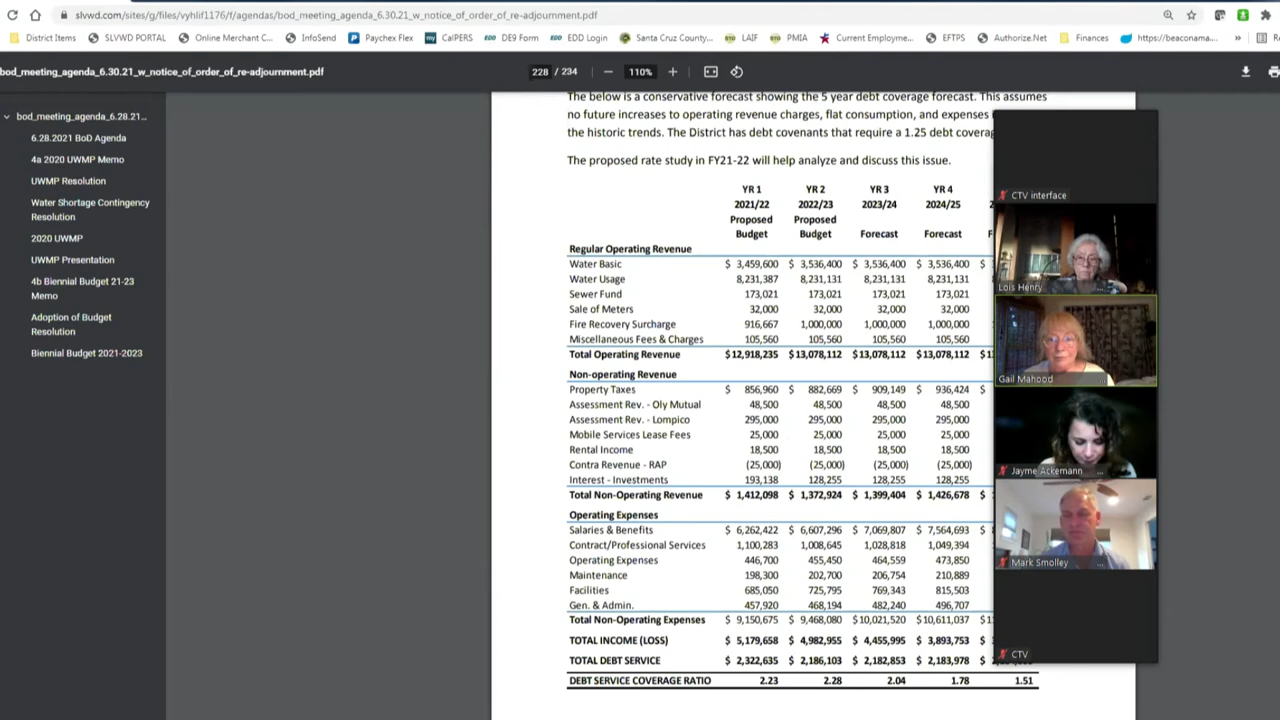 slvwd.com/sites/g/files/vyhlif1176/f/agendas/bod_meeting_agenda_6.30.21_w_notice_of_order_of_re-adjournment.pdf
District Items SLVWD PORTAL Online Merchant C... InfoSend Paychex Flex my CalPERS EDD DE9 Form EDD EDD Login Santa Cruz County... LAIF PMIA Current Employme... EFTPS Authorize.Net Finances https://beaconama... »
bod_meeting_agenda_6.30.21_w_notice_of_order_of_re-adjournment.pdf 228 / 234 — 110% +
bod_meeting_agenda_6.28.21...
6.28.2021 BoD Agenda
4a 2020 UWMP Memo
UWMP Resolution
Water Shortage Contingency
Resolution
2020 UWMP
UWMP Presentation
4b Biennial Budget 21-23
Memo
Adoption of Budget
Resolution
Biennial Budget 2021-2023
The below is a conservative forecast showing the 5 year debt coverage forecast. This assumes
no future increases to operating revenue charges, flat consumption, and expenses
the historic trends. The District has debt covenants that require a 1.25 debt
The proposed rate study in FY21-22 will help analyze and discuss this issue.
YR 1 YR 2 YR 3 YR 4
2021/22 2022/23 2023/24 2024/25
Proposed Proposed
Budget Budget Forecast Forecast
Regular Operating Revenue
Water Basic $ 3,459,600 $ 3,536,400 $ 3,536,400 $ 3,536,400 $
Water Usage 8,231,387 8,231,131 8,231,131 8,231,131
Sewer Fund 173,021 173,021 173,021 173,021
Sale of Meters 32,000 32,000 32,000 32,000
Fire Recovery Surcharge 916,667 1,000,000 1,000,000 1,000,000
Miscellaneous Fees & Charges 105,560 105,560 105,560 105,560
Total Operating Revenue $12,918,235 $13,078,112 $13,078,112 $13,078,112
Non-operating Revenue
Property Taxes $ 856,960 $ 882,669 $ 909,149 $ 936,424 $
Assessment Rev. - Oly Mutual 48,500 48,500 48,500 48,500
Assessment Rev. - Lompico 295,000 295,000 295,000 295,000
Mobile Services Lease Fees 25,000 25,000 25,000 25,000
Rental Income 18,500 18,500 18,500 18,500
Contra Revenue - RAP (25,000) (25,000) (25,000) (25,000)
Interest - Investments 193,138 128,255 128,255 128,255
Total Non-Operating Revenue $ 1,412,098 $ 1,372,924 $ 1,399,404 $ 1,426,678 $
Operating Expenses
Salaries & Benefits $ 6,262,422 $ 6,607,296 $ 7,069,807 $ 7,564,693 $
Contract/Professional Services 1,100,283 1,008,645 1,028,818 1,049,394
Operating Expenses 446,700 455,450 464,559 473,850
Maintenance 198,300 202,700 206,754 210,889
Facilities 685,050 725,795 769,343 815,503
Gen. & Admin. 457,920 468,194 482,240 496,707
Total Non-Operating Expenses $ 9,150,675 $ 9,468,080 $10,021,520 $10,611,037
TOTAL INCOME (LOSS) $ 5,179,658 $ 4,982,955 $ 4,455,995 $ 3,893,753 $
TOTAL DEBT SERVICE $ 2,322,635 $ 2,186,103 $ 2,182,853 $ 2,183,978 $
DEBT SERVICE COVERAGE RATIO 2.23 2.28 2.04 1.78 1.51
CTV interface
Lois Henry
Gail Mahood
Jayme Ackemann
Mark Smolley
CTV